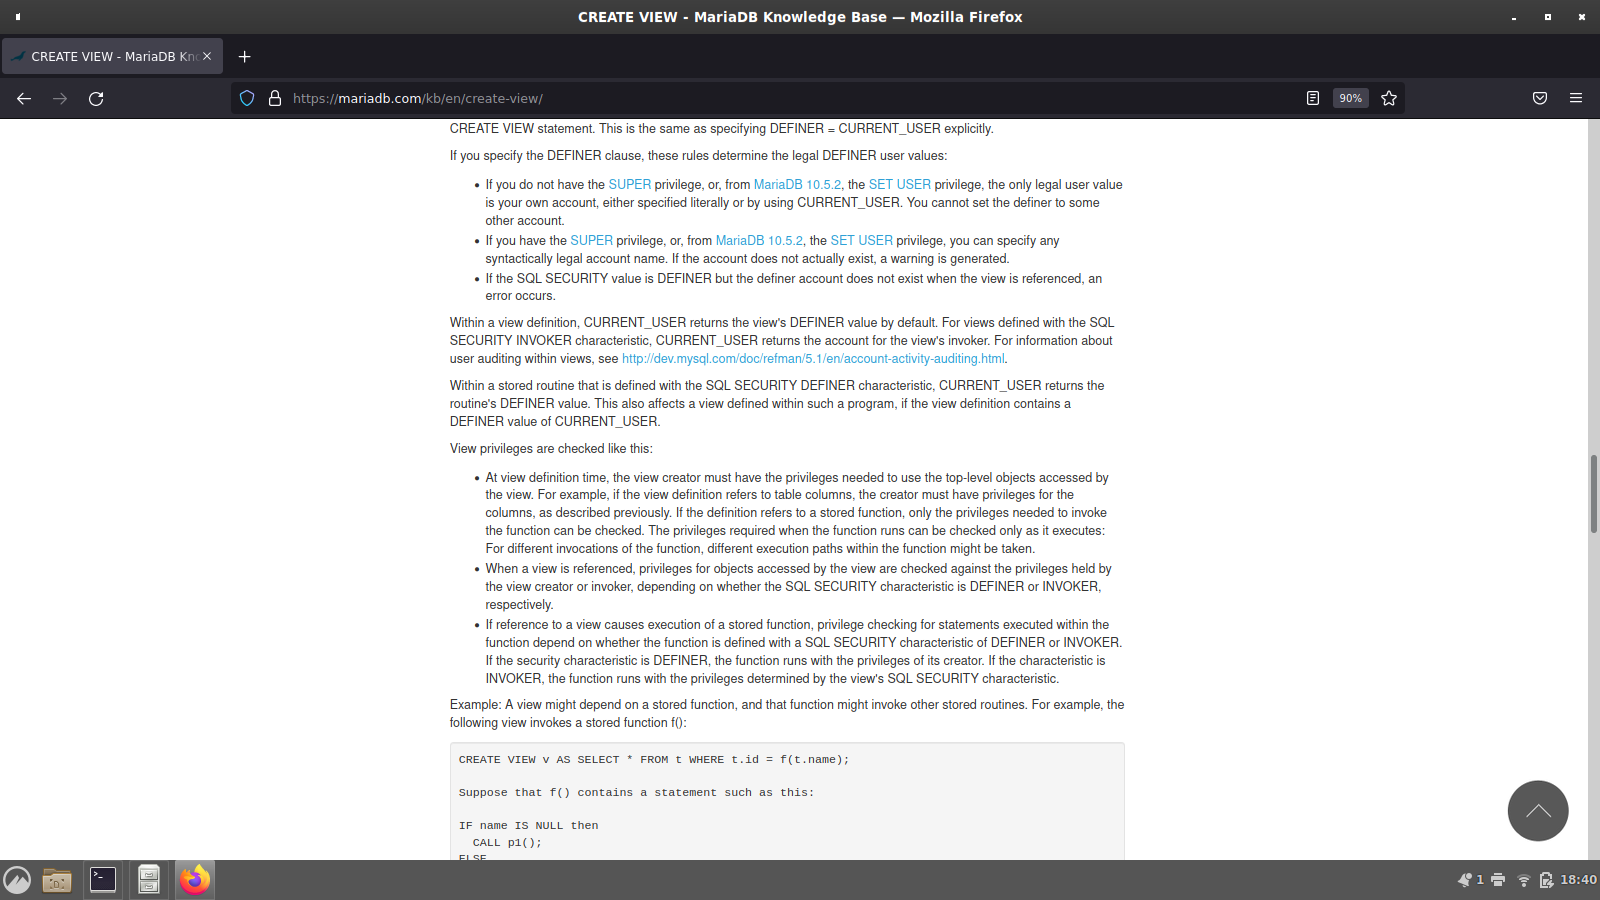 CREATE VIEW - MariaDB Knowledge Base — Mozilla Firefox
CREATE VIEW - MariaDB Kn
https://mariadb.com/kb/en/create-view/
90%
CREATE VIEW statement. This is the same as specifying DEFINER = CURRENT_USER explicitly.
If you specify the DEFINER clause, these rules determine the legal DEFINER user values:
• If you do not have the SUPER privilege, or, from MariaDB 10.5.2, the SET USER privilege, the only legal user value
is your own account, either specified literally or by using CURRENT_USER. You cannot set the definer to some
other account.
• If you have the SUPER privilege, or, from MariaDB 10.5.2, the SET USER privilege, you can specify any
syntactically legal account name. If the account does not actually exist, a warning is generated.
• If the SQL SECURITY value is DEFINER but the definer account does not exist when the view is referenced, an
error occurs.
Within a view definition, CURRENT_USER returns the view's DEFINER value by default. For views defined with the SQL
SECURITY INVOKER characteristic, CURRENT_USER returns the account for the view's invoker. For information about
user auditing within views, see http://dev.mysql.com/doc/refman/5.1/en/account-activity-auditing.html.
Within a stored routine that is defined with the SQL SECURITY DEFINER characteristic, CURRENT_USER returns the
routine's DEFINER value. This also affects a view defined within such a program, if the view definition contains a
DEFINER value of CURRENT_USER.
View privileges are checked like this:
• At view definition time, the view creator must have the privileges needed to use the top-level objects accessed by
the view. For example, if the view definition refers to table columns, the creator must have privileges for the
columns, as described previously. If the definition refers to a stored function, only the privileges needed to invoke
the function can be checked. The privileges required when the function runs can be checked only as it executes:
For different invocations of the function, different execution paths within the function might be taken.
• When a view is referenced, privileges for objects accessed by the view are checked against the privileges held by
the view creator or invoker, depending on whether the SQL SECURITY characteristic is DEFINER or INVOKER,
respectively.
• If reference to a view causes execution of a stored function, privilege checking for statements executed within the
function depend on whether the function is defined with a SQL SECURITY characteristic of DEFINER or INVOKER.
If the security characteristic is DEFINER, the function runs with the privileges of its creator. If the characteristic is
INVOKER, the function runs with the privileges determined by the view's SQL SECURITY characteristic.
Example: A view might depend on a stored function, and that function might invoke other stored routines. For example, the
following view invokes a stored function f():
CREATE VIEW v AS SELECT * FROM t WHERE t.id = f(t.name);
Suppose that f() contains a statement such as this:
IF name IS NULL then
CALL p1();
ELSE
1
18:40